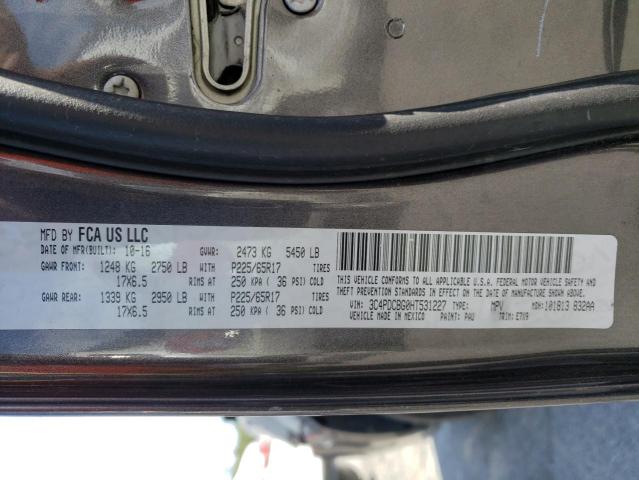 MFD BY FCA US LLC
DATE OF MFR(BUILT): 10-16 GVWR: 2473 KG 5450 LB
GAWR FRONT: 1248 KG 2750 LB WITH P225/65R17 TIRES
17X6.5 RIMS AT 250 KPA ( 36 PSI) COLD
GAWR REAR: 1339 KG 2950 LB WITH P225/65R17 TIRES
17X6.5 RIMS AT 250 KPA ( 36 PSI) COLD
THIS VEHICLE CONFORMS TO ALL APPLICABLE U.S.A. FEDERAL MOTOR VEHICLE SAFETY AND
THEFT PREVENTION STANDARDS IN EFFECT ON THE DATE OF MANUFACTURE SHOWN ABOVE.
VIN: 3C4PDCBG0HT531227 TYPE: MPV MDH: 101813 832AA
VEHICLE MADE IN MEXICO PAINT: PAU TRIM: E7X9